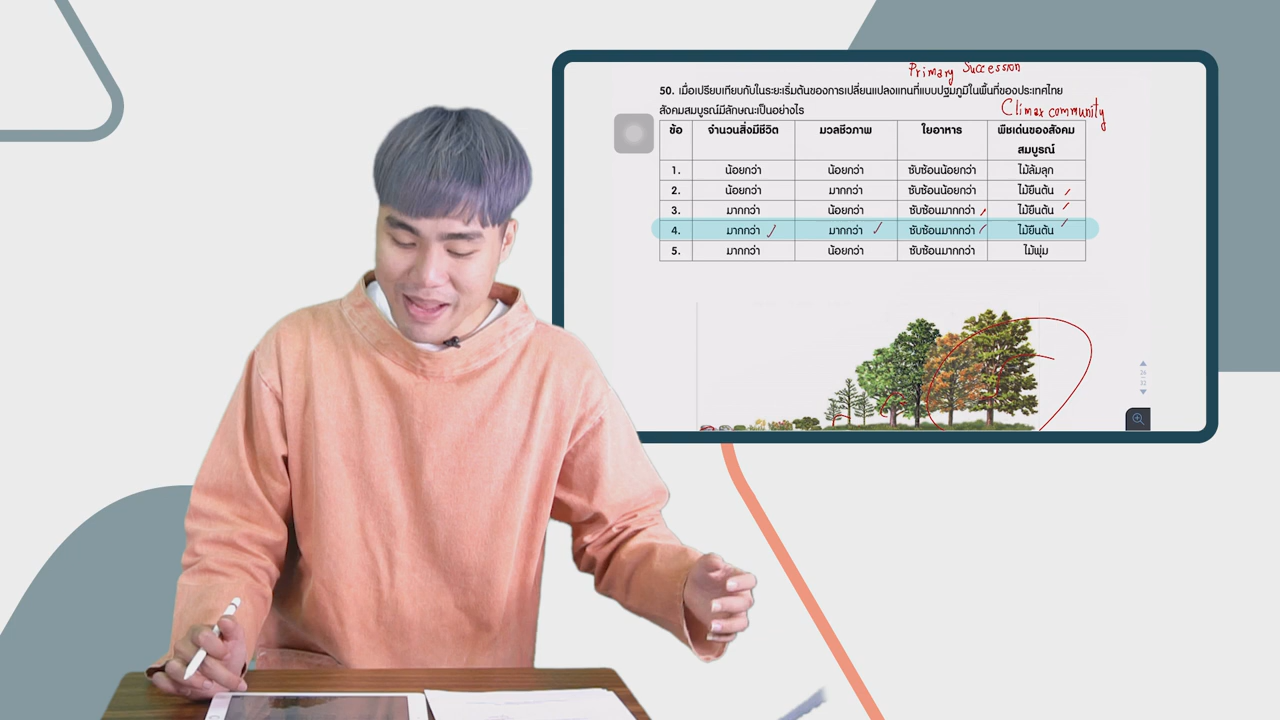 Primary Succession
50. เมื่อเปรียบเทียบกับในระยะเริ่มต้นของการเปลี่ยนแปลงแทนที่แบบปฐมภูมิในพื้นที่ของประเทศไทย
สังคมสมบูรณ์มีลักษณะเป็นอย่างไร
Climax community
ข้อ จำนวนสิ่งมีชีวิต มวลชีวภาพ ใยอาหาร พืชเด่นของสังคม
สมบูรณ์
1. น้อยกว่า น้อยกว่า ซับซ้อนน้อยกว่า ไม้ล้มลุก
2. น้อยกว่า มากกว่า ซับซ้อนน้อยกว่า ไม้ยืนต้น
3. มากกว่า น้อยกว่า ซับซ้อนมากกว่า ไม้ยืนต้น
4. มากกว่า มากกว่า ซับซ้อนมากกว่า ไม้ยืนต้น
5. มากกว่า น้อยกว่า ซับซ้อนมากกว่า ไม้พุ่ม